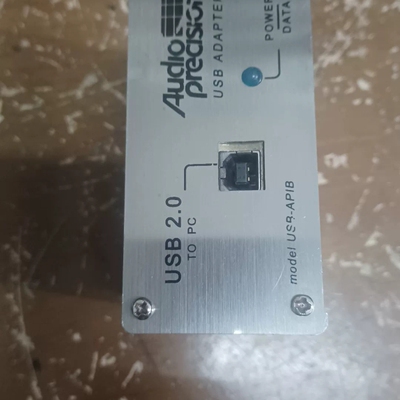 Audio
precision
USB ADAPTER
POWER
DATA
USB 2.0
TO PC
model USB-APIB